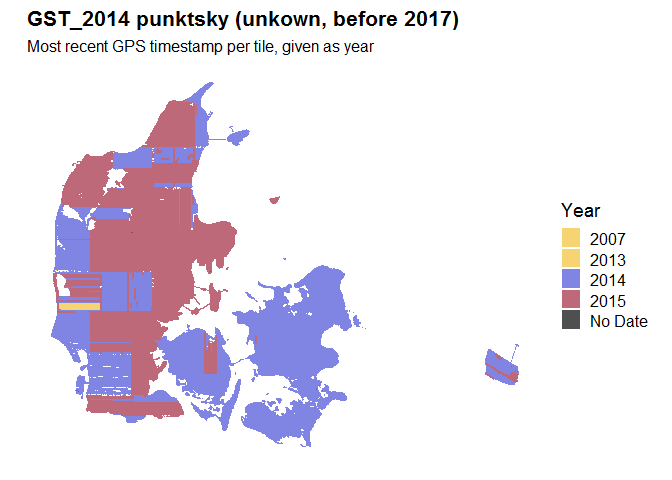 GST_2014 punktsky (unkown, before 2017)
Most recent GPS timestamp per tile, given as year
Year
2007
2013
2014
2015
No Date